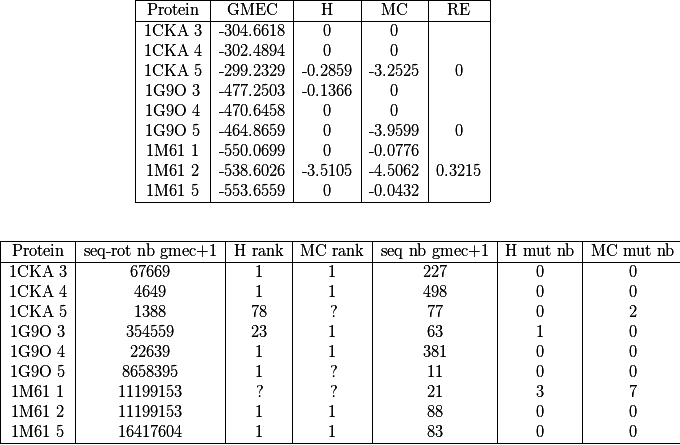 Protein GMEC H MC RE
1CKA 3 -304.6618 0 0
1CKA 4 -302.4894 0 0
1CKA 5 -299.2329 -0.2859 -3.2525 0
1G9O 3 -477.2503 -0.1366 0
1G9O 4 -470.6458 0 0
1G9O 5 -464.8659 0 -3.9599 0
1M61 1 -550.0699 0 -0.0776
1M61 2 -538.6026 -3.5105 -4.5062 0.3215
1M61 5 -553.6559 0 -0.0432
Protein seq-rot nb gmec+1 H rank MC rank seq nb gmec+1 H mut nb MC mut nb
1CKA 3 67669 1 1 227 0 0
1CKA 4 4649 1 1 498 0 0
1CKA 5 1388 78 ? 77 0 2
1G9O 3 354559 23 1 63 1 0
1G9O 4 22639 1 1 381 0 0
1G9O 5 8658395 1 ? 11 0 0
1M61 1 11199153 ? ? 21 3 7
1M61 2 11199153 1 1 88 0 0
1M61 5 16417604 1 1 83 0 0